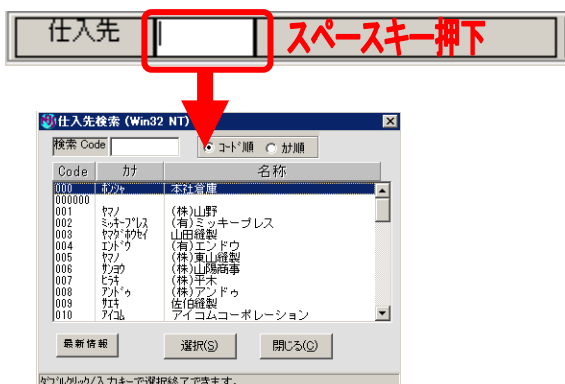 仕入先 スペースキー押下
仕入先検索 (Win32 NT)
検索 Code コード順 カナ順
Code カナ 名称
000 ホンシャ 本社倉庫
000000
001 ヤマノ (株)山野
002 ミッキープレス (有)ミッキープレス
003 ヤマダホウセイ 山田縫製
004 エンドウ (有)エンドウ
005 ヤマノ (株)東山縫製
006 サンヨウ (株)山陽商事
007 ヒラキ (株)平木
008 アンドゥ (株)アンドゥ
009 サエキ 佐伯縫製
010 アイコム アイコムコーポレーション
最新情報 選択(S) 閉じる(C)
ダブルクリック/入力キーで選択終了できます。